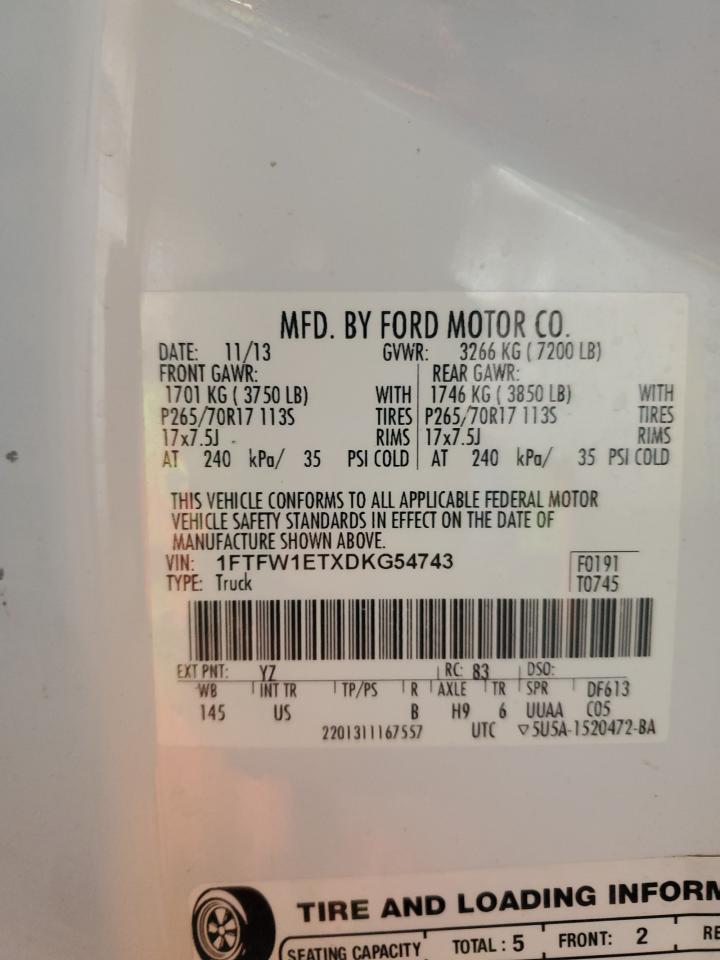 MFD. BY FORD MOTOR CO.
DATE: 11/13 GVWR: 3266 KG ( 7200 LB)
FRONT GAWR: REAR GAWR:
1701 KG ( 3750 LB) WITH 1746 KG ( 3850 LB) WITH
P265/70R17 113S TIRES P265/70R17 113S TIRES
17x7.5J RIMS 17x7.5J RIMS
AT 240 kPa/ 35 PSI COLD AT 240 kPa/ 35 PSI COLD
THIS VEHICLE CONFORMS TO ALL APPLICABLE FEDERAL MOTOR
VEHICLE SAFETY STANDARDS IN EFFECT ON THE DATE OF
MANUFACTURE SHOWN ABOVE.
VIN: 1FTFW1ETXDKG54743 F0191
TYPE: Truck T0745
EXT PNT: YZ RC: 83 DSO:
WB INT TR TP/PS R AXLE TR SPR DF613
145 US B H9 6 UUAA C05
2201311167557 UTC ▽5U5A-1520472-BA
TIRE AND LOADING INFORM
SEATING CAPACITY TOTAL : 5 FRONT: 2 RE